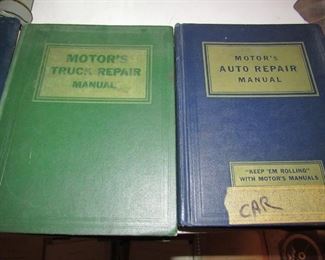 MOTOR'S
TRUCK REPAIR
MANUAL
MOTOR'S
AUTO REPAIR
MANUAL
"KEEP 'EM ROLLING"
WITH MOTOR'S MANUALS
CAR